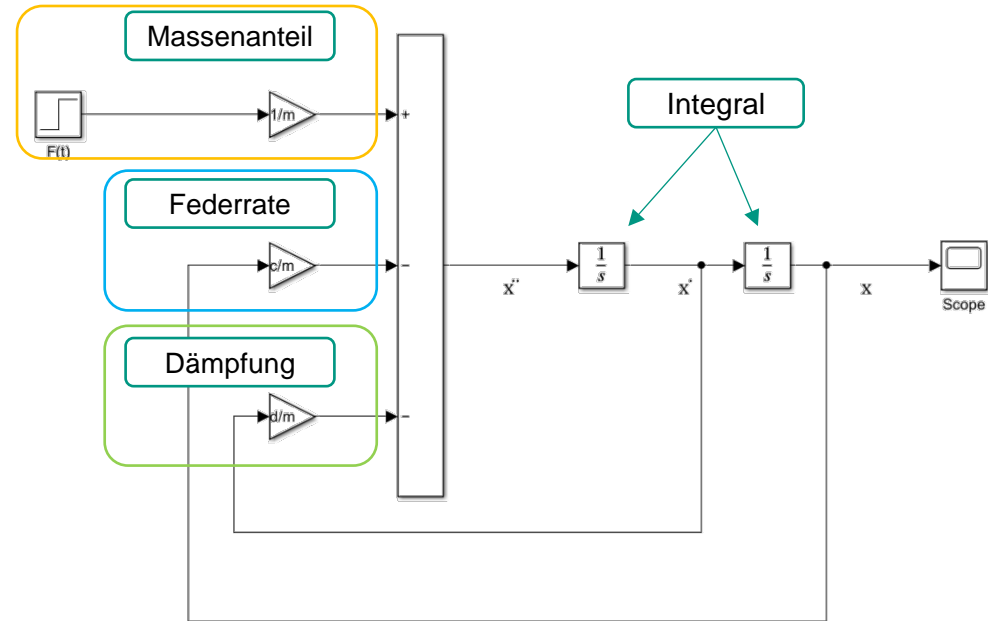 Massenanteil
1/m
F(t)
+
Integral
Federrate
c/m
−
1
s
1
s
x¨
x˙
x
Scope
Dämpfung
d/m
−